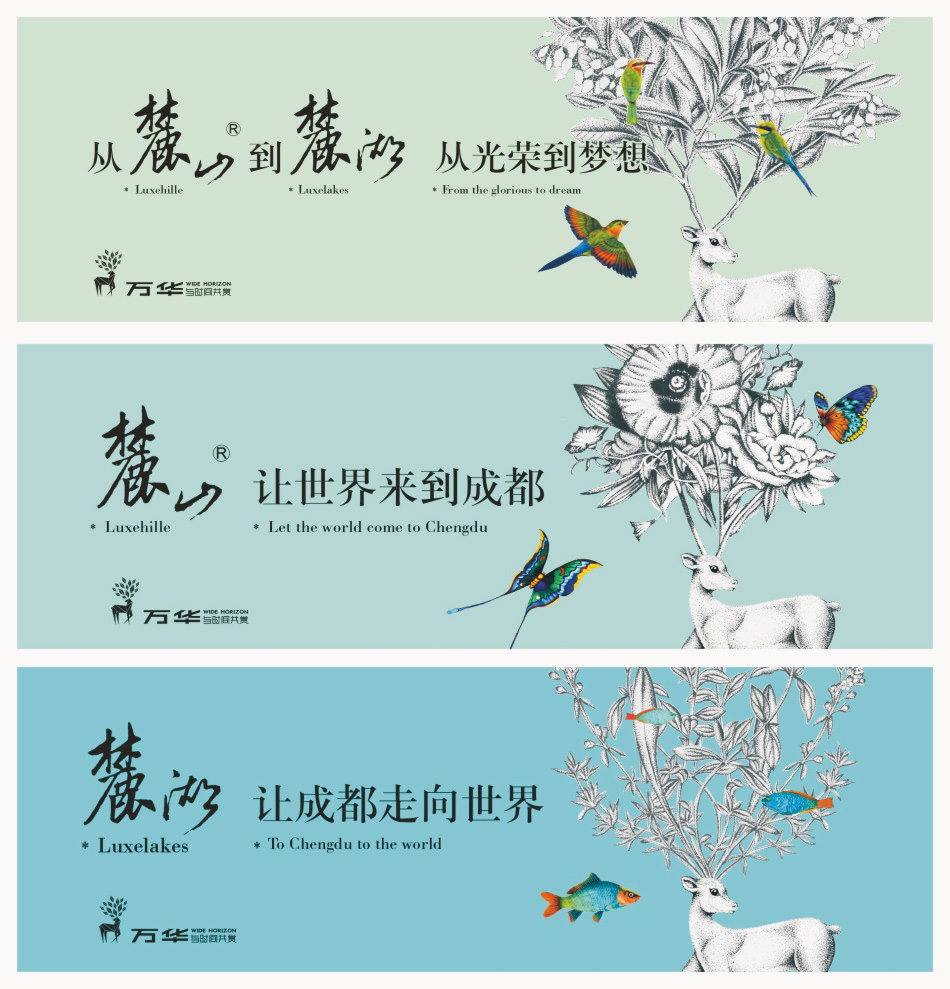 从麓山®到麓湖 从光荣到梦想
* Luxehille * Luxelakes * From the glorious to dream
万华 WIDE HORIZON
与时间共赏
麓山® 让世界来到成都
* Luxehille * Let the world come to Chengdu
万华 WIDE HORIZON
与时间共赏
麓湖 让成都走向世界
* Luxelakes * To Chengdu to the world
万华 WIDE HORIZON
与时间共赏